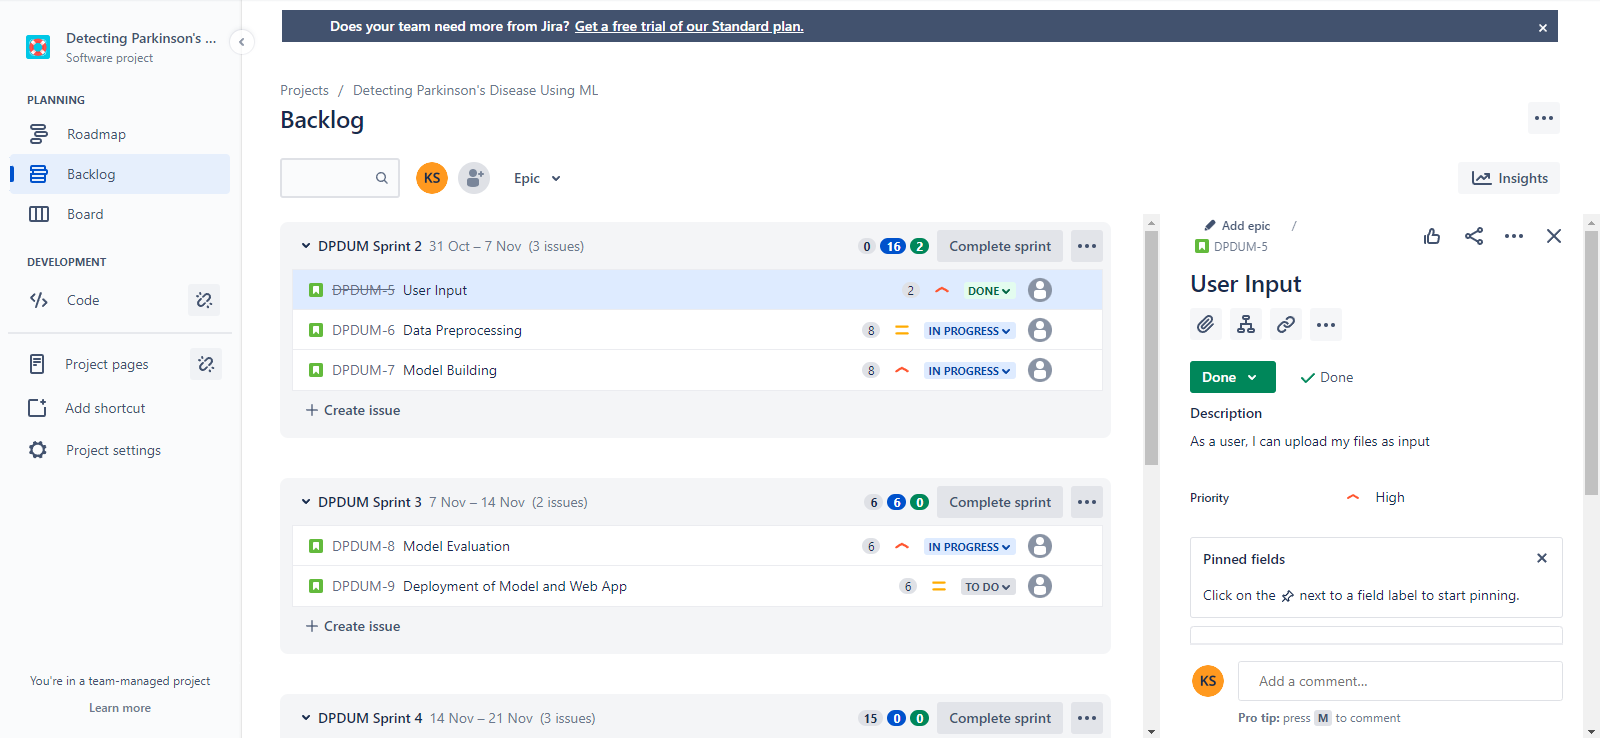 Does your team need more from Jira? Get a free trial of our Standard plan.
Detecting Parkinson's ...
Software project
PLANNING
Roadmap
Backlog
Board
DEVELOPMENT
Code
Project pages
Add shortcut
Project settings
You're in a team-managed project
Learn more
Projects / Detecting Parkinson's Disease Using ML
Backlog
KS
Epic
Insights
DPDUM Sprint 2 31 Oct – 7 Nov (3 issues) 0 16 2 Complete sprint
DPDUM-5 User Input 2 DONE
DPDUM-6 Data Preprocessing 8 IN PROGRESS
DPDUM-7 Model Building 8 IN PROGRESS
+ Create issue
DPDUM Sprint 3 7 Nov – 14 Nov (2 issues) 6 6 0 Complete sprint
DPDUM-8 Model Evaluation 6 IN PROGRESS
DPDUM-9 Deployment of Model and Web App 6 TO DO
+ Create issue
DPDUM Sprint 4 14 Nov – 21 Nov (3 issues) 15 0 0 Complete sprint
Add epic /
DPDUM-5
User Input
Done
Done
Description
As a user, I can upload my files as input
Priority High
Pinned fields
Click on the next to a field label to start pinning.
KS
Add a comment...
Pro tip: press M to comment